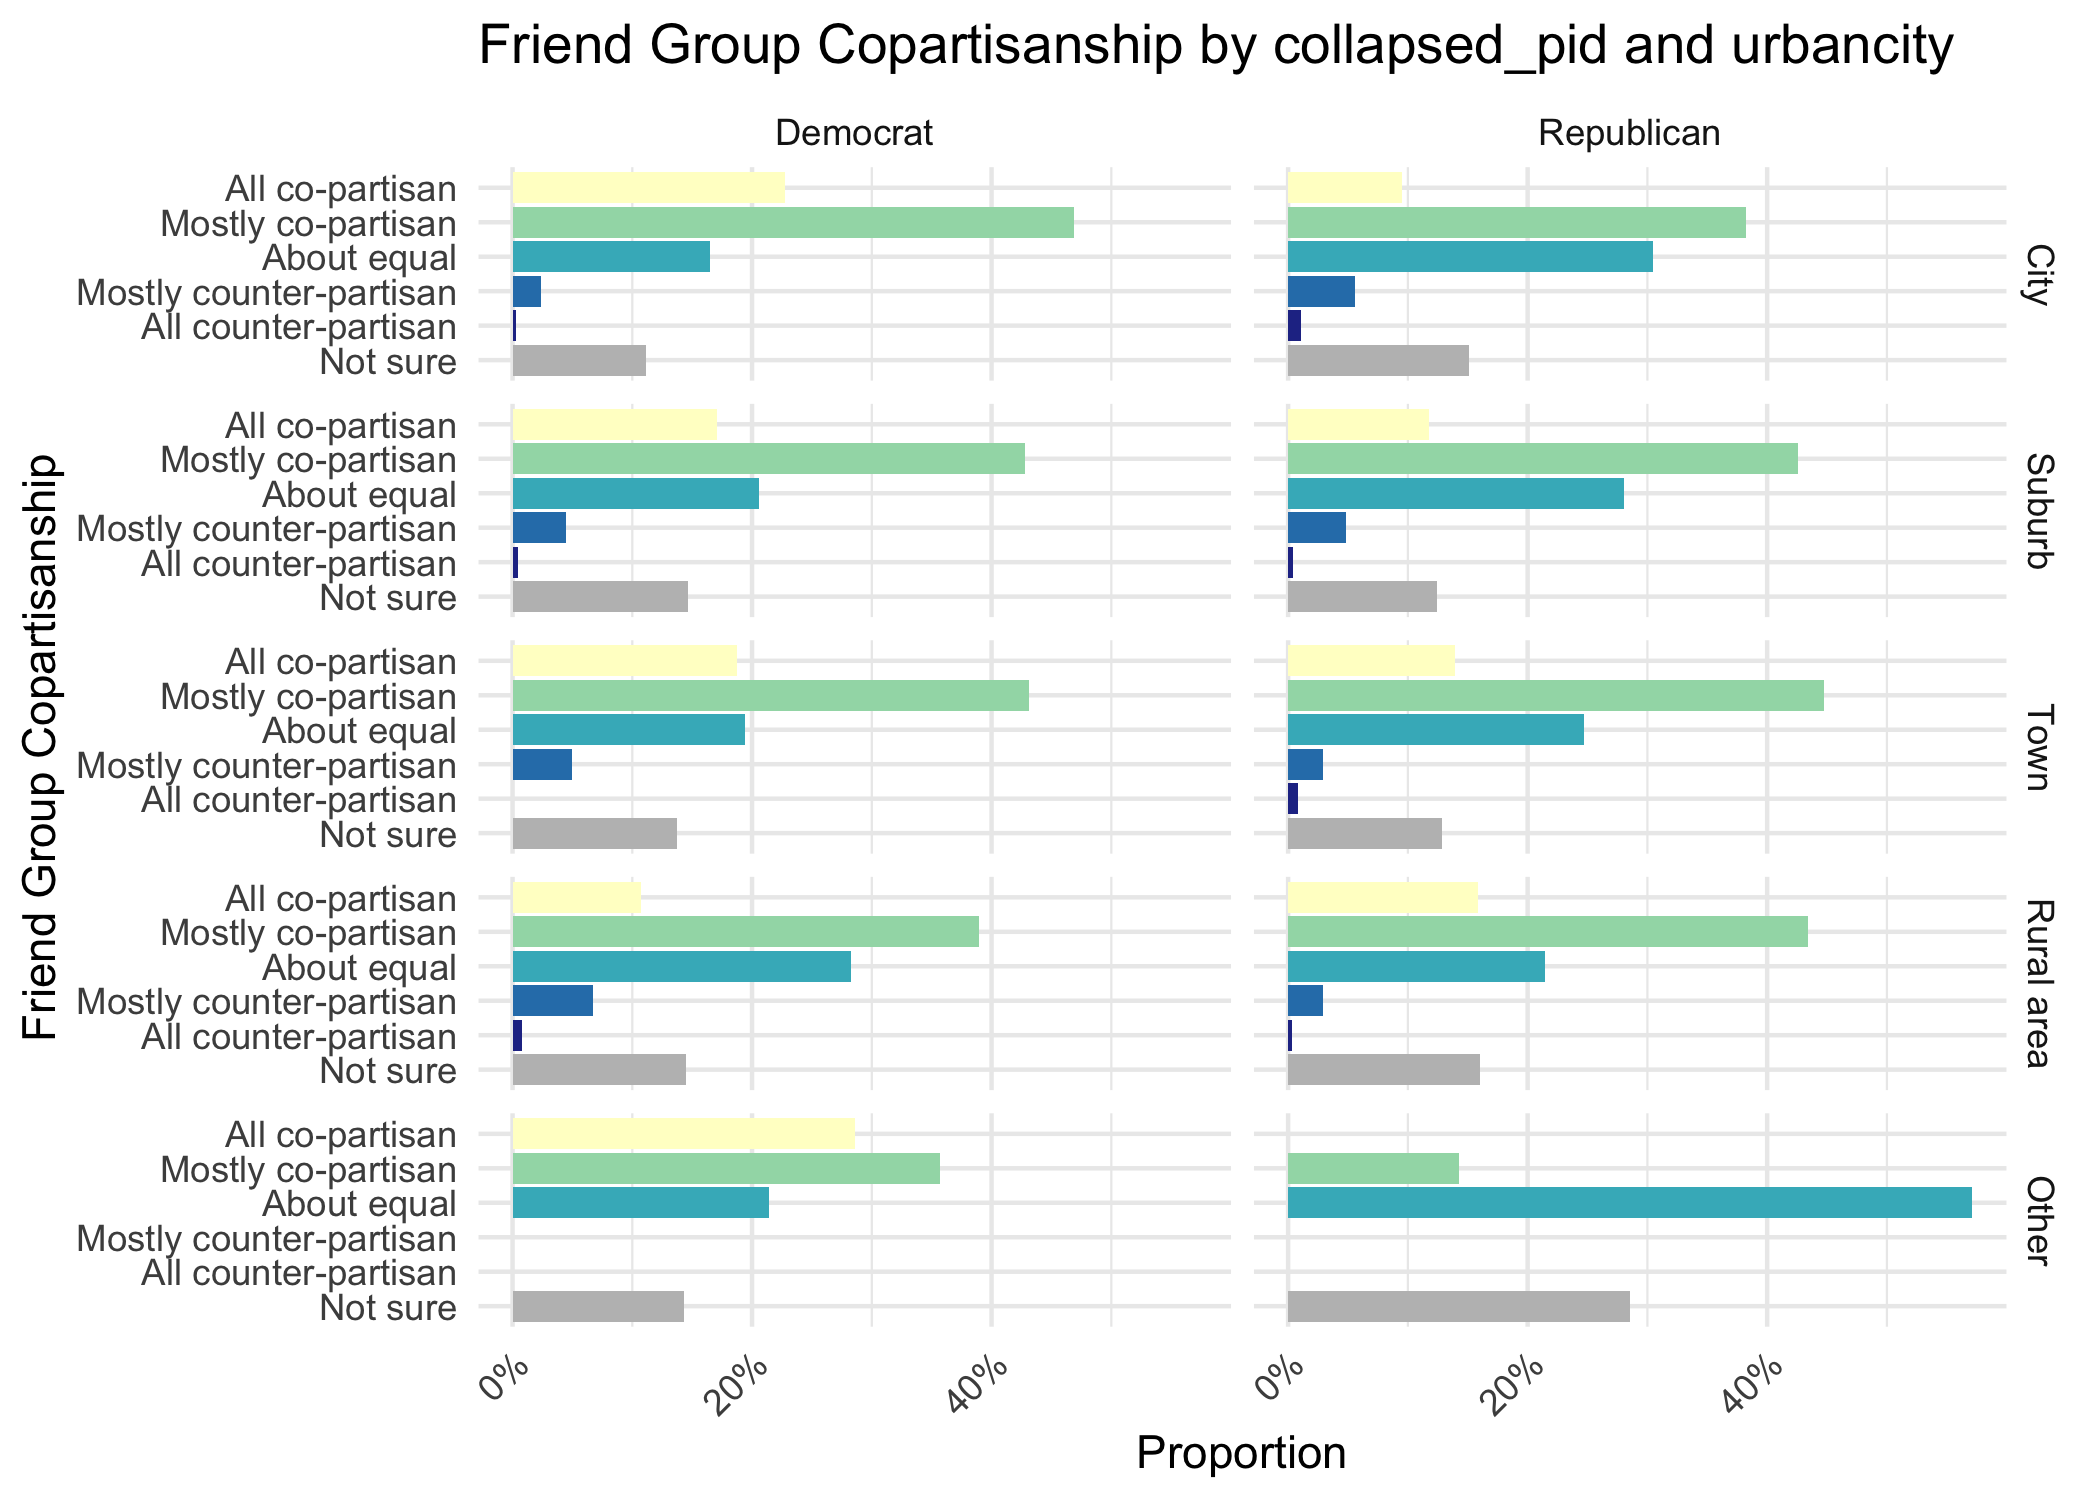 Friend Group Copartisanship by collapsed_pid and urbancity
Democrat
Republican
All co-partisan
Mostly co-partisan
About equal
Mostly counter-partisan
All counter-partisan
Not sure
City
All co-partisan
Mostly co-partisan
About equal
Mostly counter-partisan
All counter-partisan
Not sure
Suburb
All co-partisan
Mostly co-partisan
About equal
Mostly counter-partisan
All counter-partisan
Not sure
Town
All co-partisan
Mostly co-partisan
About equal
Mostly counter-partisan
All counter-partisan
Not sure
Rural area
All co-partisan
Mostly co-partisan
About equal
Mostly counter-partisan
All counter-partisan
Not sure
Other
Friend Group Copartisanship
0%
20%
40%
0%
20%
40%
Proportion